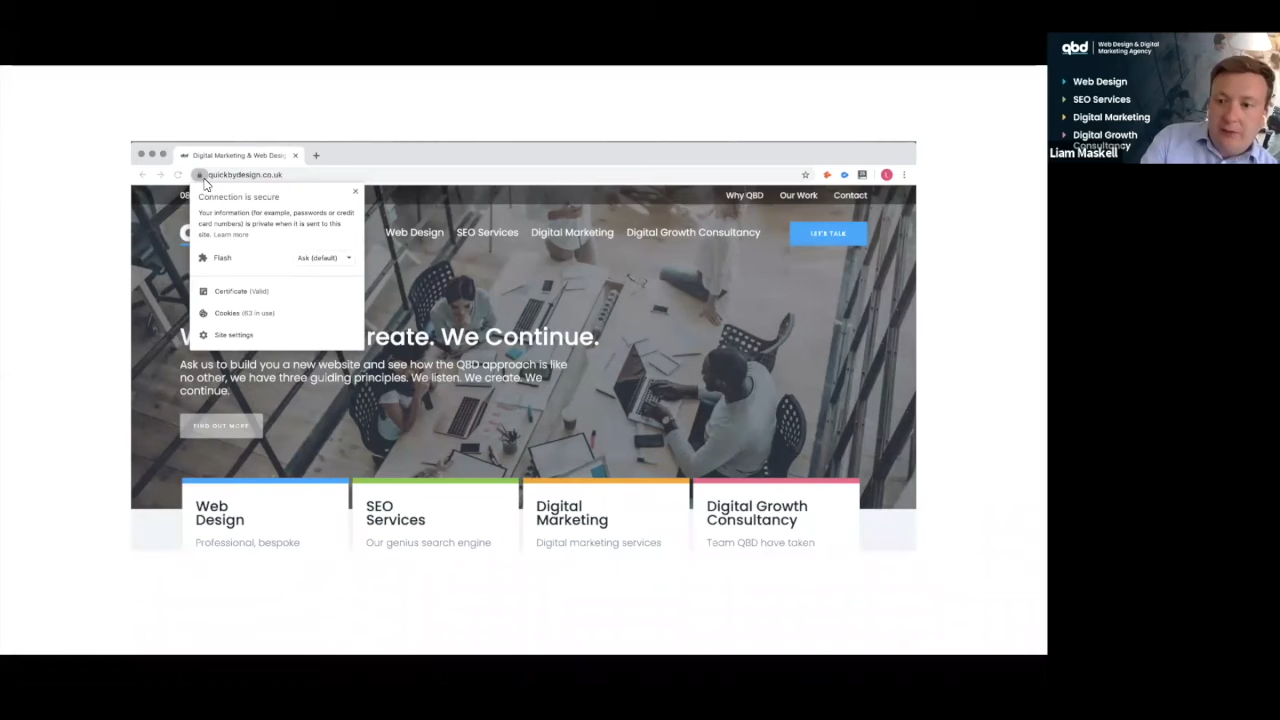 Digital Marketing & Web Desig
quickbydesign.co.uk
Connection is secure
Your information (for example, passwords or credit
card numbers) is private when it is sent to this
site. Learn more
Flash
Ask (default)
Certificate (Valid)
Cookies (63 in use)
Site settings
08
Why QBD
Our Work
Contact
Web Design
SEO Services
Digital Marketing
Digital Growth Consultancy
LET'S TALK
reate. We Continue.
Ask us to build you a new website and see how the QBD approach is like
no other, we have three guiding principles. We listen. We create. We
continue.
FIND OUT MORE
Web
Design
Professional, bespoke
SEO
Services
Our genius search engine
Digital
Marketing
Digital marketing services
Digital Growth
Consultancy
Team QBD have taken
qbd
Web Design & Digital
Marketing Agency
Web Design
SEO Services
Digital Marketing
Digital Growth
Consultancy
Liam Maskell